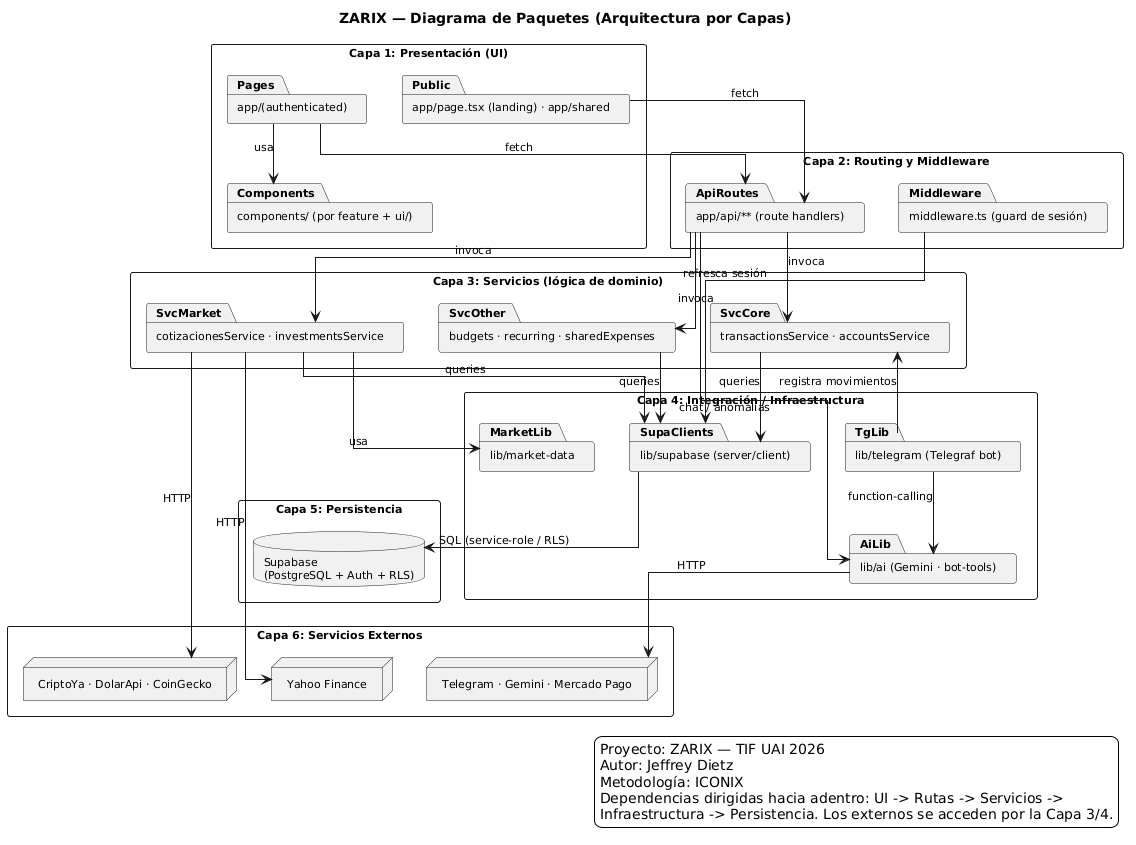 ZARIX — Diagrama de Paquetes (Arquitectura por Capas)
Capa 1: Presentación (UI)
Pages
app/(authenticated)
Public
app/page.tsx (landing) · app/shared
fetch
usa
fetch
Components
components/ (por feature + ui/)
Capa 2: Routing y Middleware
ApiRoutes
app/api/** (route handlers)
Middleware
middleware.ts (guard de sesión)
invoca
invoca
refresca sesión
invoca
Capa 3: Servicios (lógica de dominio)
SvcMarket
cotizacionesService · investmentsService
SvcOther
budgets · recurring · sharedExpenses
SvcCore
transactionsService · accountsService
queries
queries
queries
registra movimientos
chat / anomalías
usa
Capa 4: Integración / Infraestructura
MarketLib
lib/market-data
SupaClients
lib/supabase (server/client)
TgLib
lib/telegram (Telegraf bot)
function-calling
AiLib
lib/ai (Gemini · bot-tools)
HTTP
HTTP
SQL (service-role / RLS)
HTTP
Capa 5: Persistencia
Supabase
(PostgreSQL + Auth + RLS)
Capa 6: Servicios Externos
CriptoYa · DolarApi · CoinGecko
Yahoo Finance
Telegram · Gemini · Mercado Pago
Proyecto: ZARIX — TIF UAI 2026
Autor: Jeffrey Dietz
Metodología: ICONIX
Dependencias dirigidas hacia adentro: UI -> Rutas -> Servicios ->
Infraestructura -> Persistencia. Los externos se acceden por la Capa 3/4.